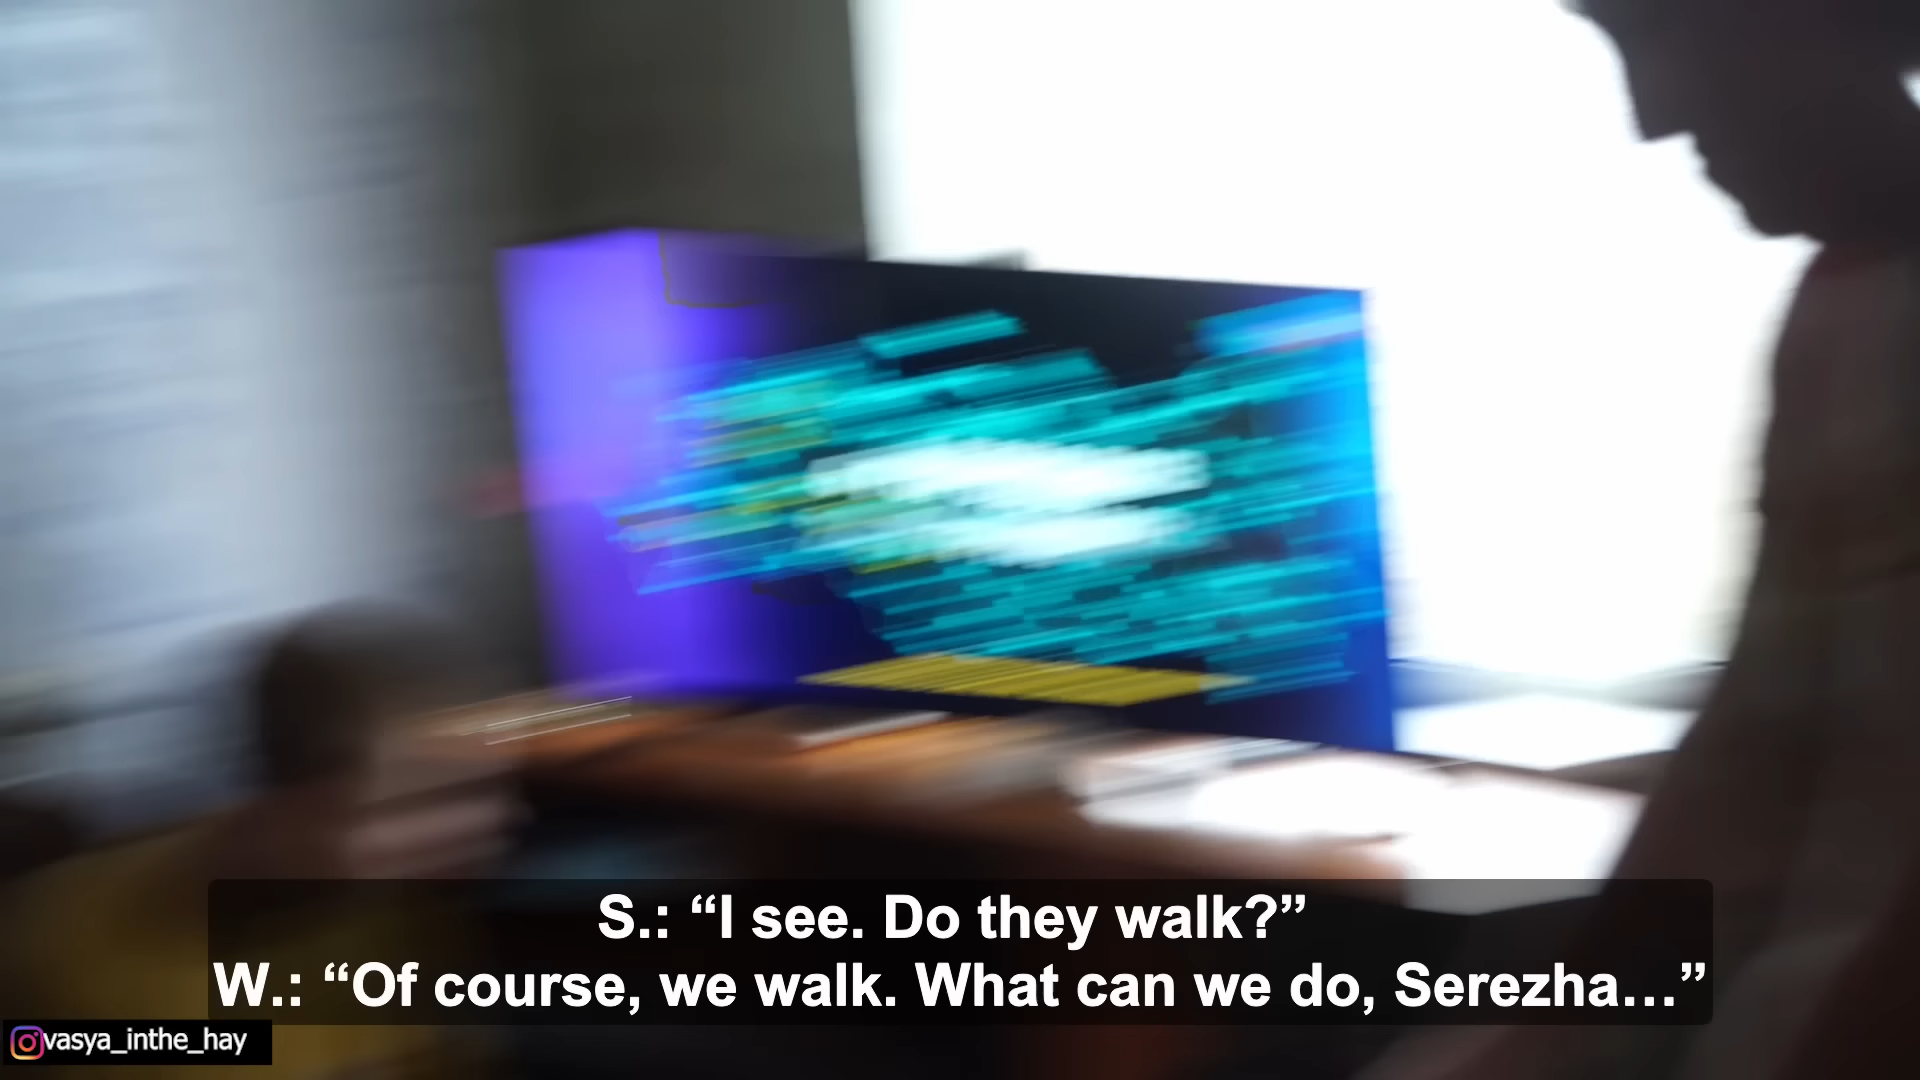 S.: “I see. Do they walk?”
W.: “Of course, we walk. What can we do, Serezha…”
vasya_inthe_hay